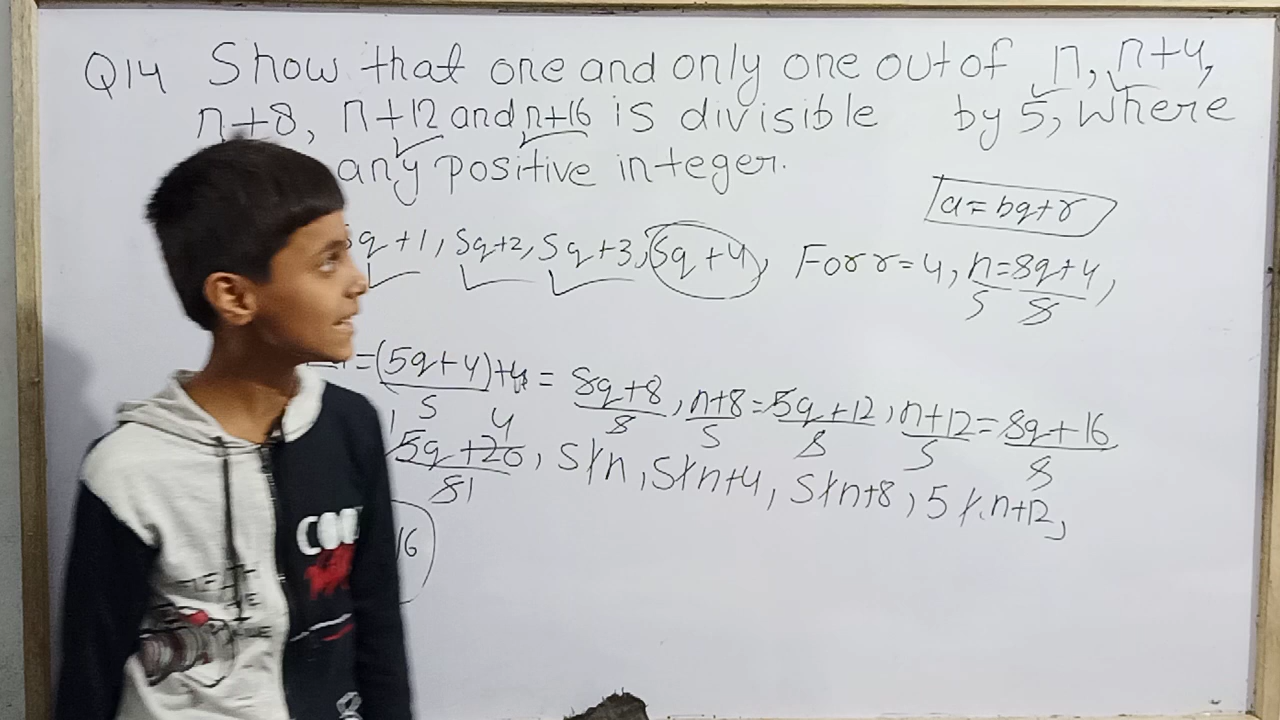 Q14 Show that one and only one out of n, n+4,
n+8, n+12 and n+16 is divisible by 5, where
any positive integer.
a = bq+r
q+1, 5q+2, 5q+3, 5q+4, For r=4, n/5 = 5q+4/5,
= (5q+4)/5+4 = 5q+8/5, n+8/5 = 5q+12/5, n+12/5 = 5q+16/5
5q+20/5 1 4, 5∤n, 5∤n+4, 5∤n+8, 5∤n+12,
16
COO